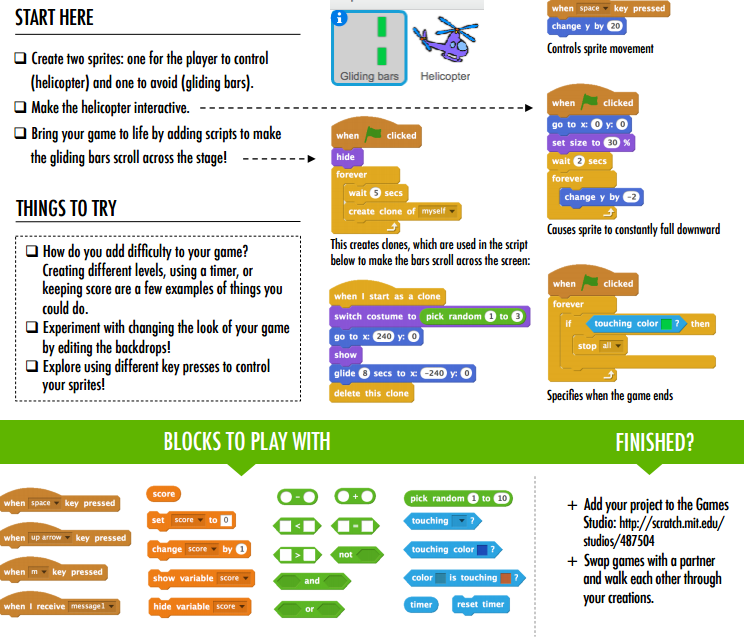 START HERE
❑ Create two sprites: one for the player to control
(helicopter) and one to avoid (gliding bars).
❑ Make the helicopter interactive.
❑ Bring your game to life by adding scripts to make
the gliding bars scroll across the stage!
THINGS TO TRY
❑ How do you add difficulty to your game?
Creating different levels, using a timer, or
keeping score are a few examples of things you
could do.
❑ Experiment with changing the look of your game
by editing the backdrops!
❑ Explore using different key presses to control
your sprites!
i
Gliding bars
Helicopter
when clicked
hide
forever
wait 5 secs
create clone of myself
This creates clones, which are used in the script
below to make the bars scroll across the screen:
when I start as a clone
switch costume to pick random 1 to 3
go to x: 240 y: 0
show
glide 8 secs to x: -240 y: 0
delete this clone
when space key pressed
change y by 20
Controls sprite movement
when clicked
go to x: 0 y: 0
set size to 30 %
wait 2 secs
forever
change y by -2
Causes sprite to constantly fall downward
when clicked
forever
if touching color ? then
stop all
Specifies when the game ends
BLOCKS TO PLAY WITH
when space key pressed
when up arrow key pressed
when m key pressed
when I receive message1
score
set score to 0
change score by 1
show variable score
hide variable score
-
+
<
=
>
not
and
or
pick random 1 to 10
touching ?
touching color ?
color is touching ?
timer
reset timer
FINISHED?
+ Add your project to the Games
Studio: http://scratch.mit.edu/
studios/487504
+ Swap games with a partner
and walk each other through
your creations.